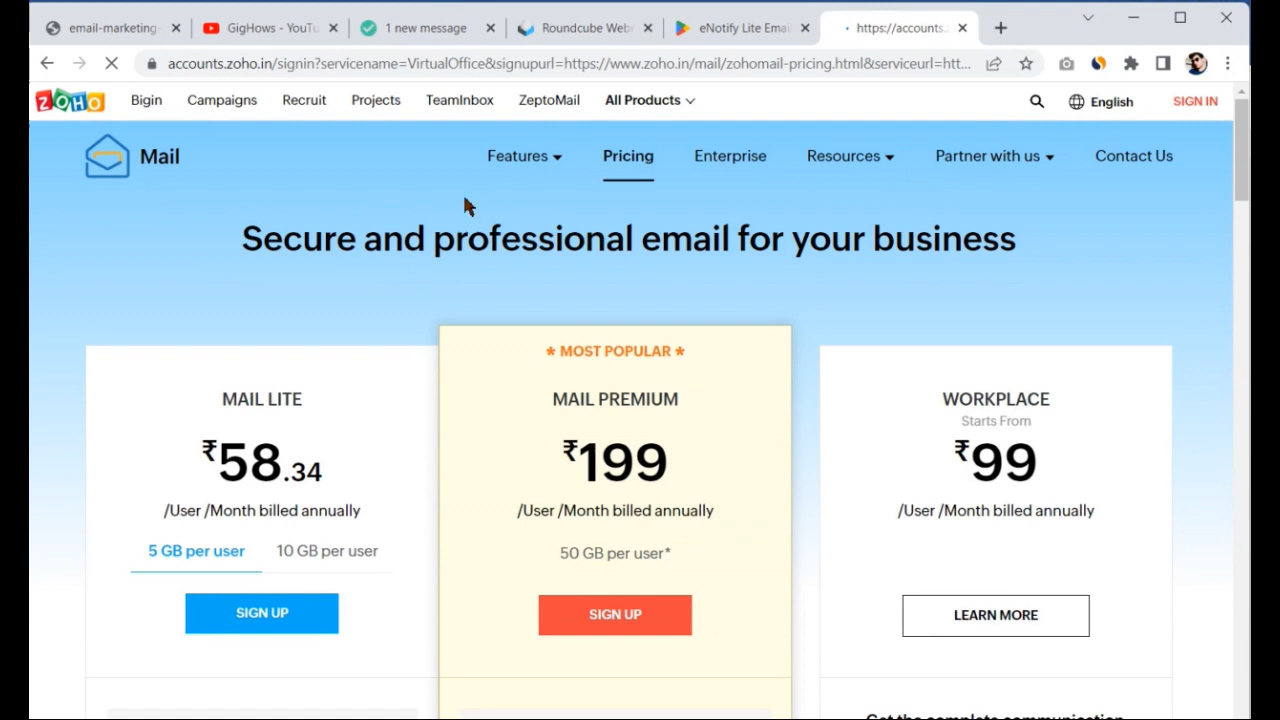 email-marketing-
GigHows - YouTu
1 new message
Roundcube Webr
eNotify Lite Emai
https://accounts.
accounts.zoho.in/signin?servicename=VirtualOffice&signupurl=https://www.zoho.in/mail/zohomail-pricing.html&serviceurl=htt...
ZOHO
Bigin
Campaigns
Recruit
Projects
TeamInbox
ZeptoMail
All Products
English
SIGN IN
Mail
Features
Pricing
Enterprise
Resources
Partner with us
Contact Us
Secure and professional email for your business
* MOST POPULAR *
MAIL LITE
₹58.34
/User /Month billed annually
5 GB per user
10 GB per user
SIGN UP
MAIL PREMIUM
₹199
/User /Month billed annually
50 GB per user*
SIGN UP
WORKPLACE
Starts From
₹99
/User /Month billed annually
LEARN MORE
Get the complete communication